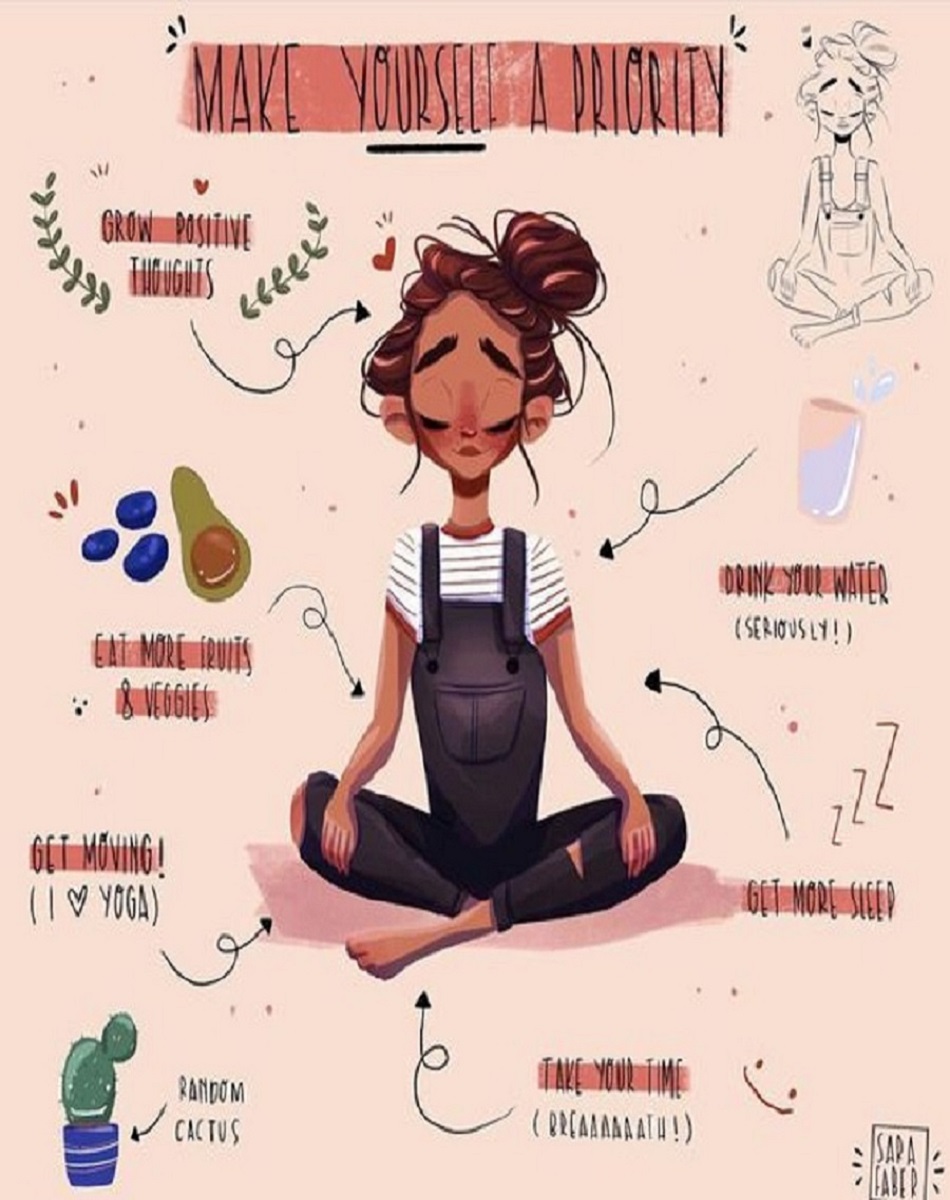 MAKE YOURSELF A PRIORITY
GROW POSITIVE
THOUGHTS
EAT MORE FRUITS
& VEGGIES
DRINK YOUR WATER
(SERIOUSLY!)
GET MOVING!
(I ♡ YOGA)
ZZZ
GET MORE SLEEP
RANDOM
CACTUS
TAKE YOUR TIME
(BREAAAAAATH!)
SARA
FABER